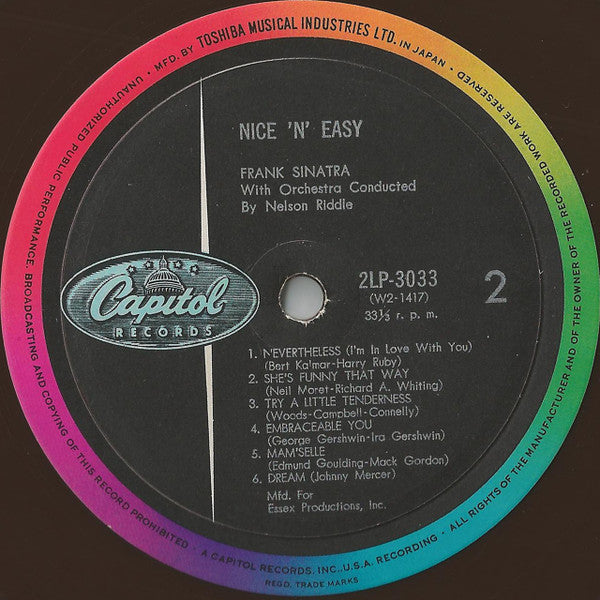 UNAUTHORIZED PUBLIC PERFORMANCE, BROADCASTING AND COPYING OF THIS RECORD PROHIBITED · A CAPITOL RECORDS, INC., U.S.A. RECORDING · ALL RIGHTS OF THE MANUFACTURER AND OF THE OWNER OF THE RECORDED WORK ARE RESERVED
· MFD. BY TOSHIBA MUSICAL INDUSTRIES LTD. IN JAPAN ·
REGD. TRADE MARKS
NICE 'N' EASY
FRANK SINATRA
With Orchestra Conducted
By Nelson Riddle
Capitol
RECORDS
2LP-3033
(W2-1417)
33⅓ r. p. m.
2
1. N'EVERTHELESS (I'm In Love With You)
(Bert Ka'mar-Harry Ruby)
2. SHE'S FUNNY THAT WAY
(Neil Moret-Richard A. Whiting)
3. TRY A LITTLE TENDERNESS
(Woods-Campbell-Connelly)
4. EMBRACEABLE YOU
(George Gershwin-Ira Gershwin)
5. MAM'SELLE
(Edmund Goulding-Mack Gordon)
6. DREAM (Johnny Mercer)
Mfd. For
Essex Productions, Inc.